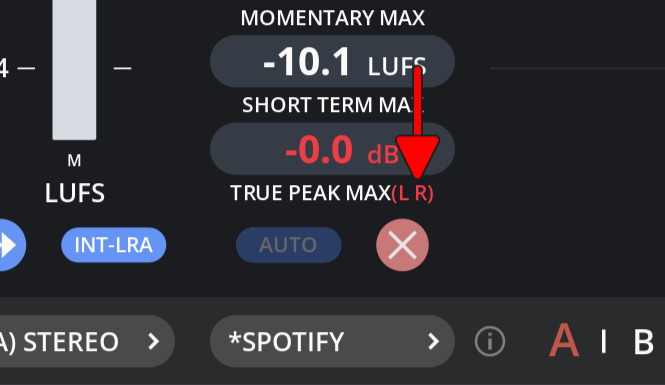 MOMENTARY MAX
4
-10.1 LUFS
SHORT TERM MAX
-0.0 dB
M
LUFS
TRUE PEAK MAX(L R)
INT-LRA
AUTO
A) STEREO
*SPOTIFY
A I B